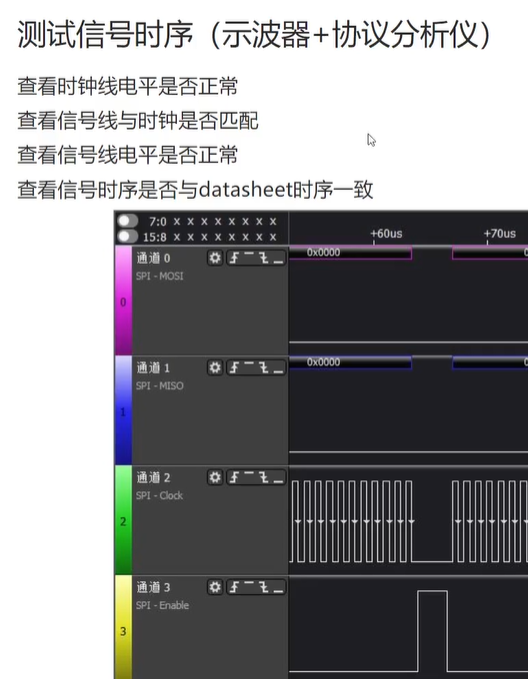 测试信号时序（示波器+协议分析仪）
查看时钟线电平是否正常
查看信号线与时钟是否匹配
查看信号线电平是否正常
查看信号时序是否与datasheet时序一致
7:0 x x x x x x x x
15:8 x x x x x x x x
+60us +70us
通道 0
SPI - MOSI
0
0x0000
通道 1
SPI - MISO
1
0x0000
通道 2
SPI - Clock
2
通道 3
SPI - Enable
3